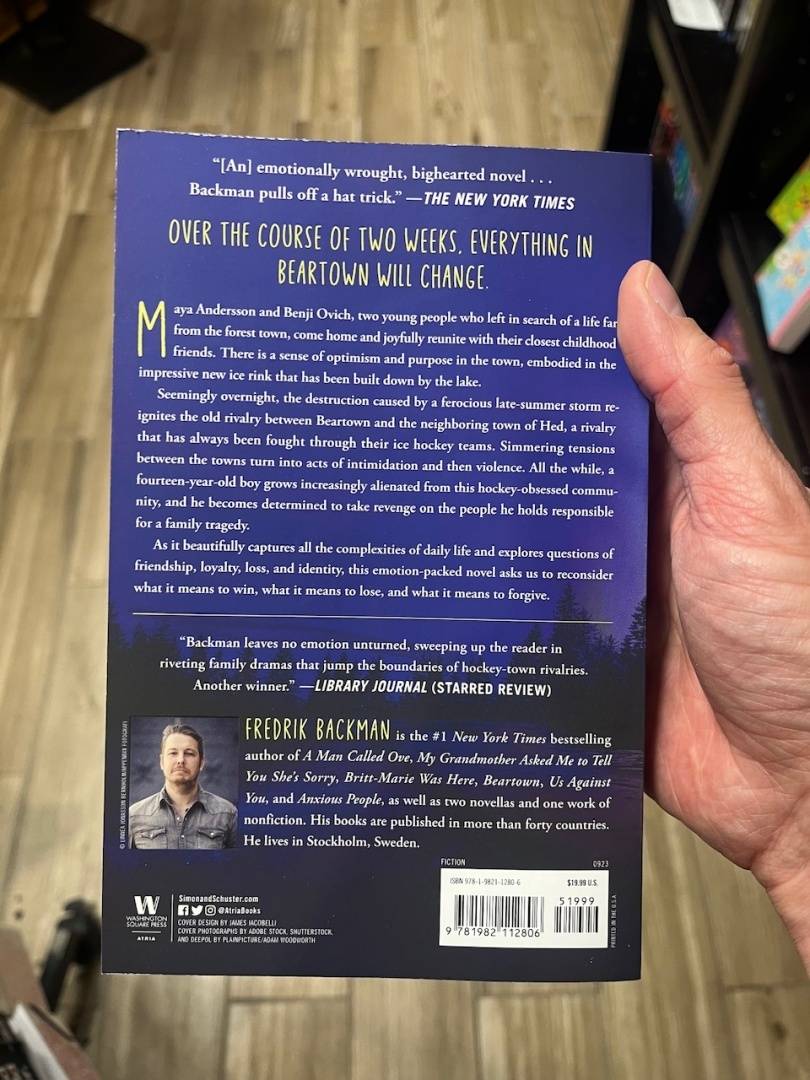 “[An] emotionally wrought, bighearted novel . . .
Backman pulls off a hat trick.” —THE NEW YORK TIMES
OVER THE COURSE OF TWO WEEKS, EVERYTHING IN
BEARTOWN WILL CHANGE.
Maya Andersson and Benji Ovich, two young people who left in search of a life far
from the forest town, come home and joyfully reunite with their closest childhood
friends. There is a sense of optimism and purpose in the town, embodied in the
impressive new ice rink that has been built down by the lake.
Seemingly overnight, the destruction caused by a ferocious late-summer storm re-
ignites the old rivalry between Beartown and the neighboring town of Hed, a rivalry
that has always been fought through their ice hockey teams. Simmering tensions
between the towns turn into acts of intimidation and then violence. All the while, a
fourteen-year-old boy grows increasingly alienated from this hockey-obsessed commu-
nity, and he becomes determined to take revenge on the people he holds responsible
for a family tragedy.
As it beautifully captures all the complexities of daily life and explores questions of
friendship, loyalty, loss, and identity, this emotion-packed novel asks us to reconsider
what it means to win, what it means to lose, and what it means to forgive.
“Backman leaves no emotion unturned, sweeping up the reader in
riveting family dramas that jump the boundaries of hockey-town rivalries.
Another winner.” —LIBRARY JOURNAL (STARRED REVIEW)
FREDRIK BACKMAN is the #1 New York Times bestselling
author of A Man Called Ove, My Grandmother Asked Me to Tell
You She’s Sorry, Britt-Marie Was Here, Beartown, Us Against
You, and Anxious People, as well as two novellas and one work of
nonfiction. His books are published in more than forty countries.
He lives in Stockholm, Sweden.
FICTION 0923
ISBN 978-1-9821-1280-6 $19.99 U.S.
51999
9 781982 112806
PRINTED IN THE U.S.A.
W
WASHINGTON
SQUARE PRESS
ATRIA
SimonandSchuster.com
@AtriaBooks
COVER DESIGN BY JAMES IACOBELLI
COVER PHOTOGRAPHS BY ADOBE STOCK, SHUTTERSTOCK,
AND DEEPOL BY PLAINPICTURE/ADAM WOODWORTH